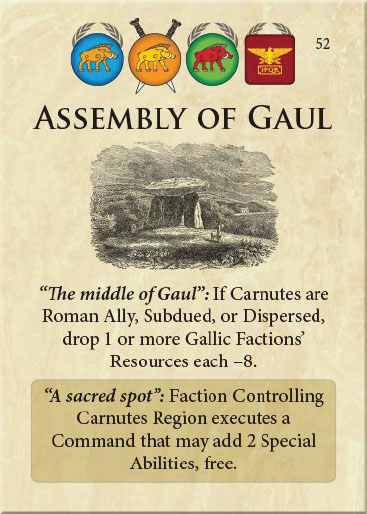 52
SPQR
ASSEMBLY OF GAUL
“The middle of Gaul”: If Carnutes are
Roman Ally, Subdued, or Dispersed,
drop 1 or more Gallic Factions’
Resources each –8.
“A sacred spot”: Faction Controlling
Carnutes Region executes a
Command that may add 2 Special
Abilities, free.